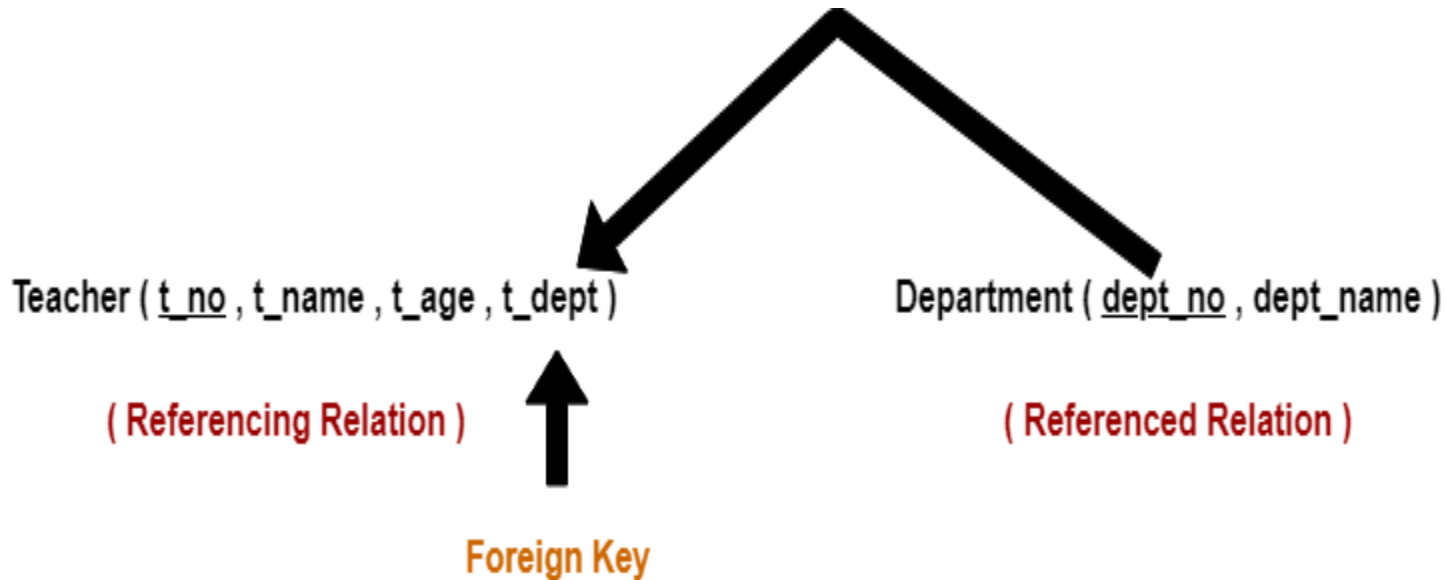 Teacher ( t_no , t_name , t_age , t_dept )
Department ( dept_no , dept_name )
( Referencing Relation )
( Referenced Relation )
Foreign Key